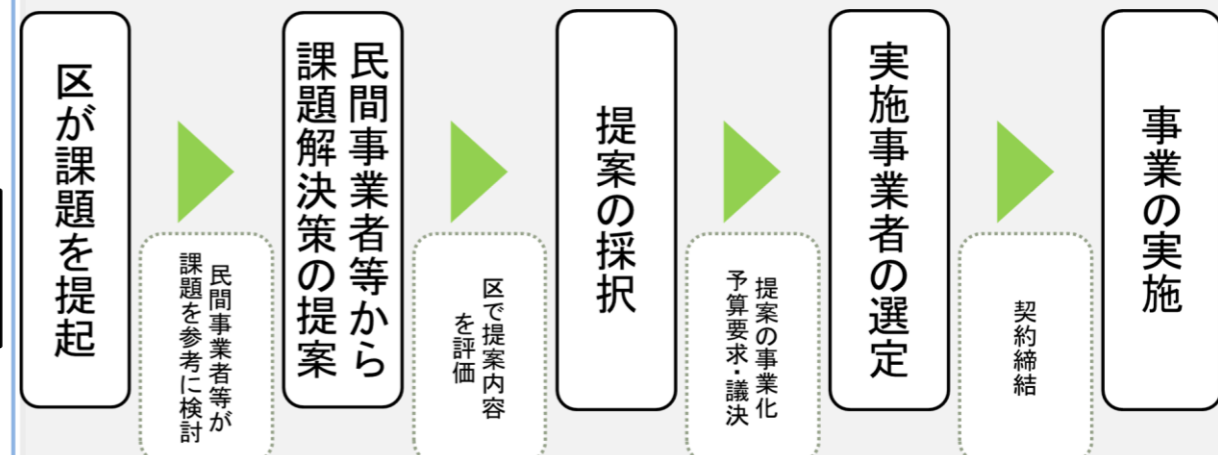 区が課題を提起
民間事業者等が
課題を参考に検討
民間事業者等から
課題解決策の提案
区で提案内容
を評価
提案の採択
提案の事業化
予算要求・議決
実施事業者の選定
契約締結
事業の実施